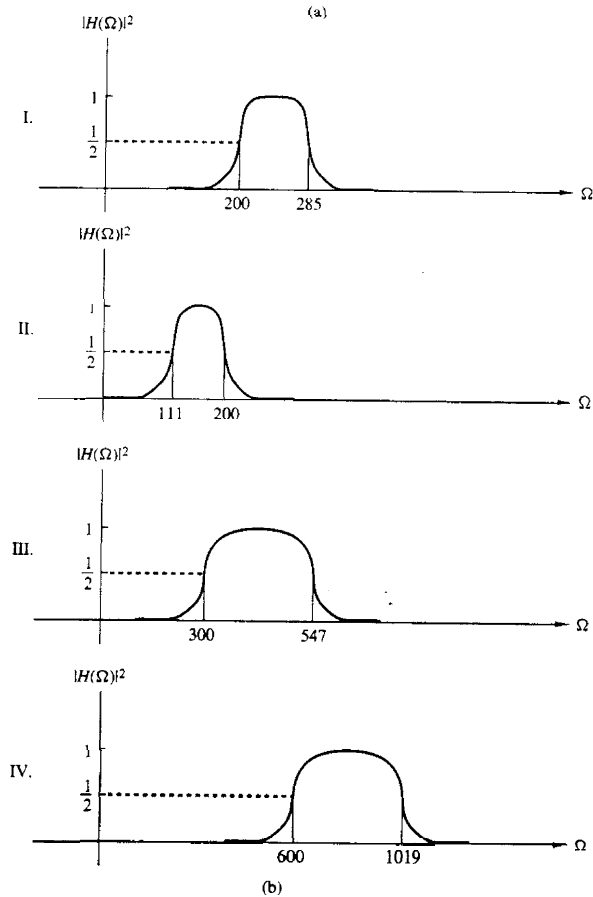 (a)
|H(Ω)|²
I.
1
1/2
200 285
Ω
|H(Ω)|²
II.
1
1/2
111 200
Ω
|H(Ω)|²
III.
1
1/2
300 547
Ω
|H(Ω)|²
IV.
1
1/2
600 1019
Ω
(b)